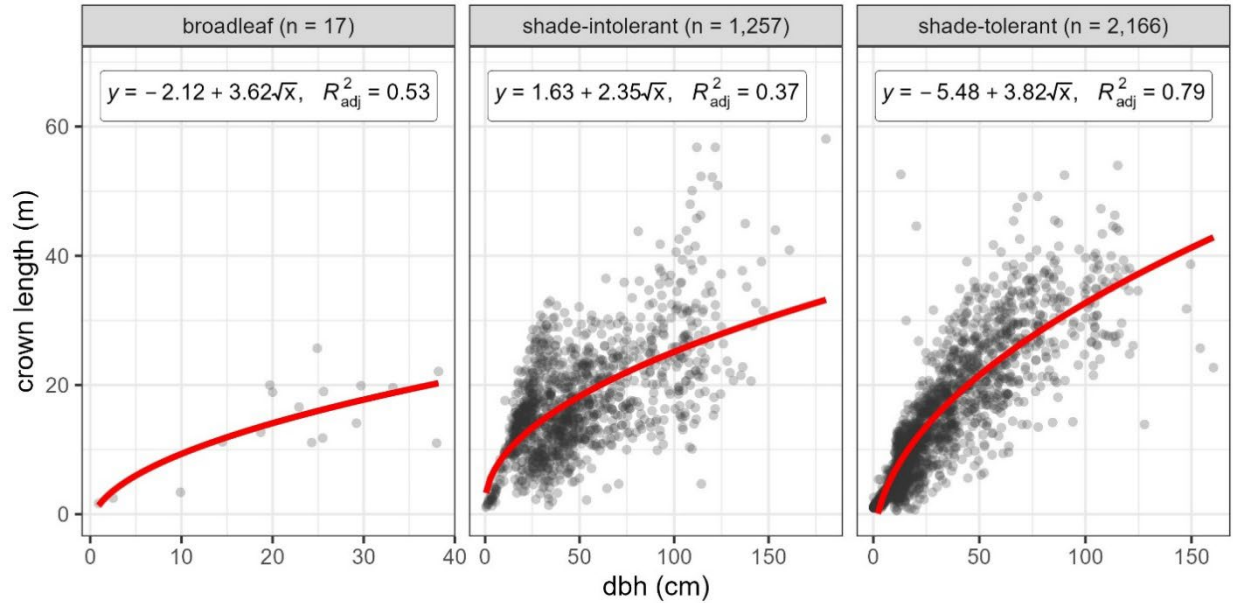 broadleaf (n = 17)
shade-intolerant (n = 1,257)
shade-tolerant (n = 2,166)
y = − 2.12 + 3.62√x, R²adj = 0.53
y = 1.63 + 2.35√x, R²adj = 0.37
y = −5.48 + 3.82√x, R²adj = 0.79
crown length (m)
60
40
20
0
0 10 20 30 40
0 50 100 150
0 50 100 150
dbh (cm)